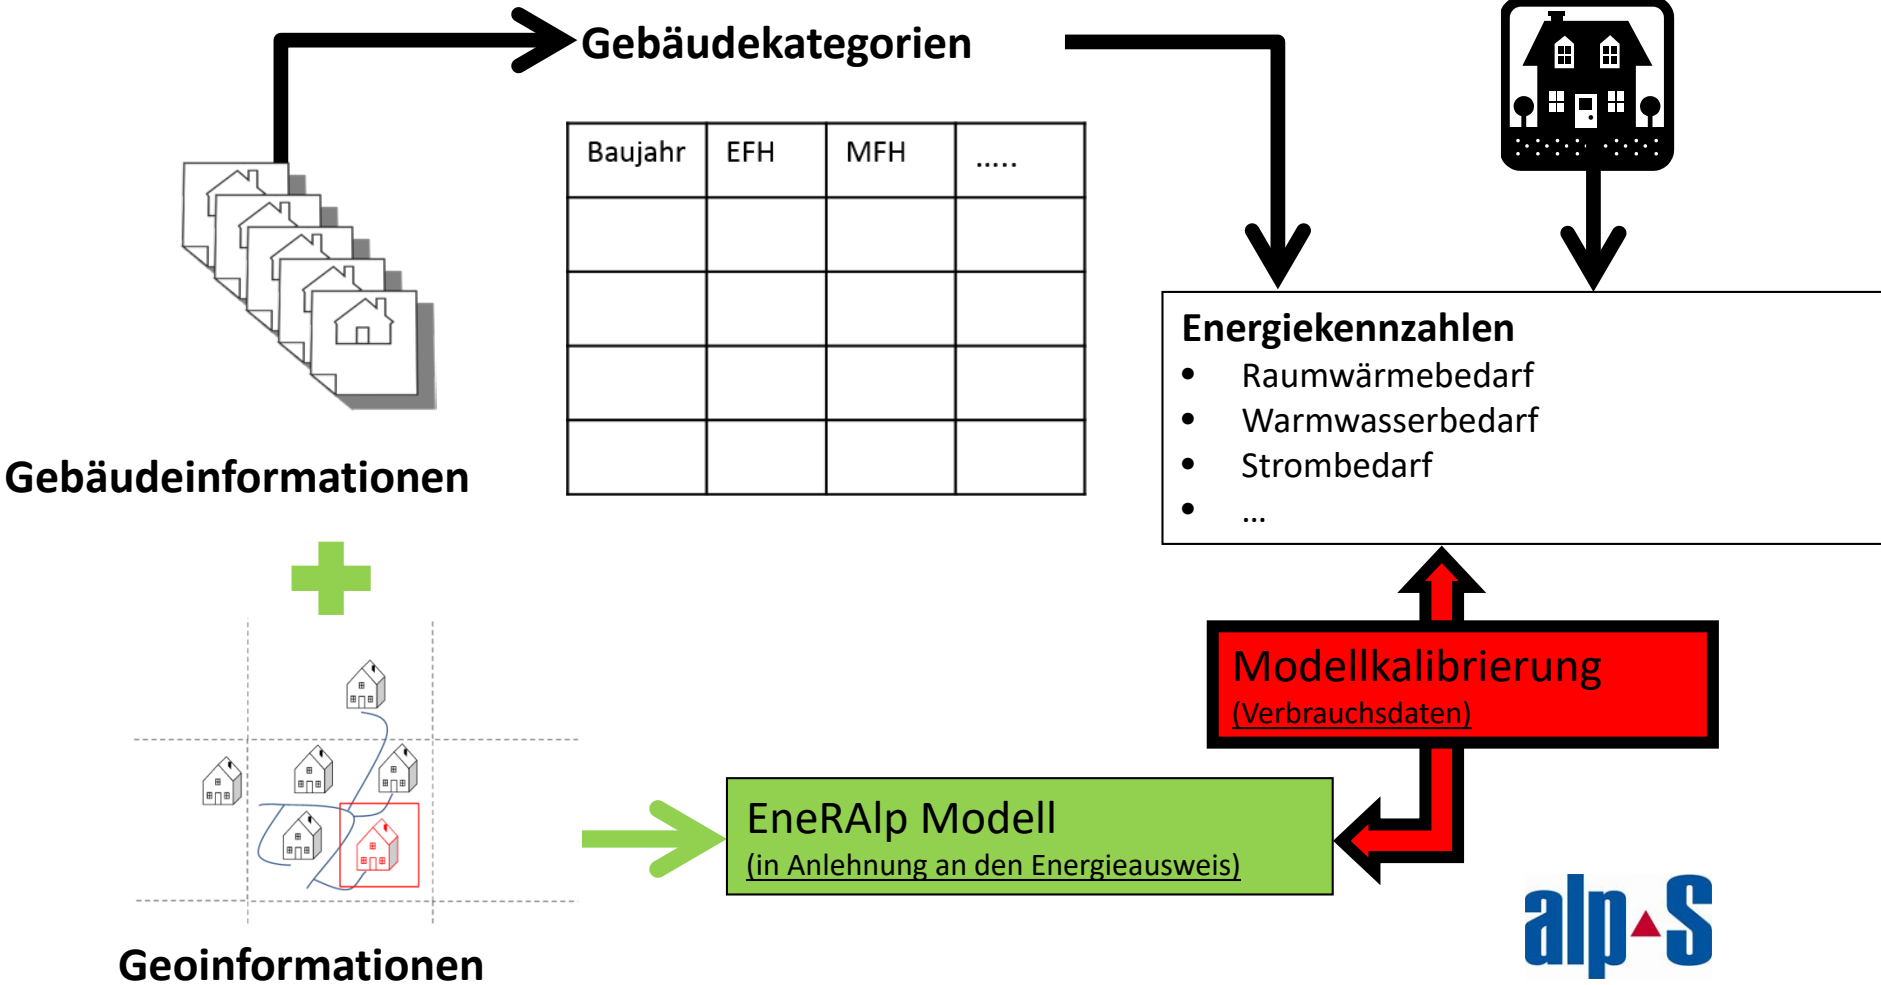 Gebäudekategorien
Baujahr EFH MFH .....
Gebäudeinformationen
Energiekennzahlen
• Raumwärmebedarf
• Warmwasserbedarf
• Strombedarf
• ...
Modellkalibrierung
(Verbrauchsdaten)
EneRAlp Modell
(in Anlehnung an den Energieausweis)
Geoinformationen
alpS